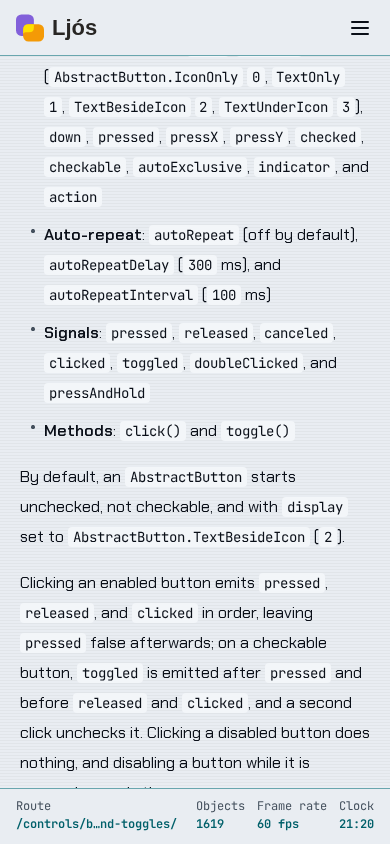 Ljós
( AbstractButton.IconOnly 0 , TextOnly
1 , TextBesideIcon 2 , TextUnderIcon 3 ),
down , pressed , pressX , pressY , checked ,
checkable , autoExclusive , indicator , and
action
• Auto-repeat: autoRepeat (off by default),
autoRepeatDelay ( 300 ms), and
autoRepeatInterval ( 100 ms)
• Signals: pressed , released , canceled ,
clicked , toggled , doubleClicked , and
pressAndHold
• Methods: click() and toggle()
By default, an AbstractButton starts
unchecked, not checkable, and with display
set to AbstractButton.TextBesideIcon ( 2 ).
Clicking an enabled button emits pressed ,
released , and clicked in order, leaving
pressed false afterwards; on a checkable
button, toggled is emitted after pressed and
before released and clicked , and a second
click unchecks it. Clicking a disabled button does
nothing, and disabling a button while it is
Route Objects Frame rate Clock
/controls/b…nd-toggles/ 1619 60 fps 21:20